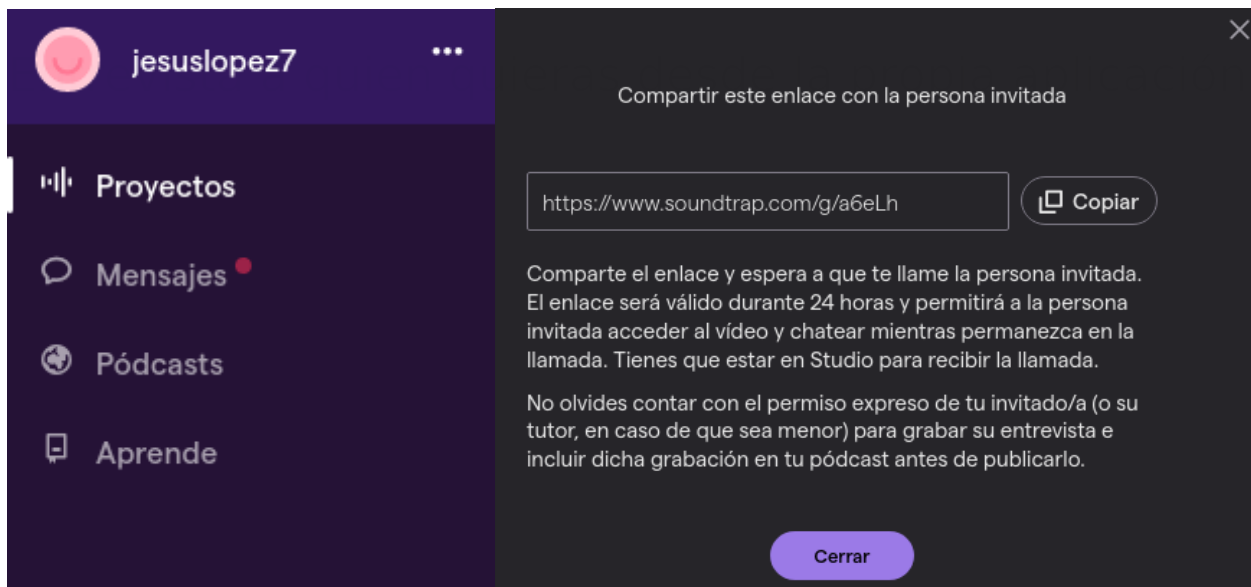 jesuslopez7
Proyectos
Mensajes
Pódcasts
Aprende
Compartir este enlace con la persona invitada
https://www.soundtrap.com/g/a6eLh
Copiar
Comparte el enlace y espera a que te llame la persona invitada.
El enlace será válido durante 24 horas y permitirá a la persona
invitada acceder al vídeo y chatear mientras permanezca en la
llamada. Tienes que estar en Studio para recibir la llamada.
No olvides contar con el permiso expreso de tu invitado/a (o su
tutor, en caso de que sea menor) para grabar su entrevista e
incluir dicha grabación en tu pódcast antes de publicarlo.
Cerrar